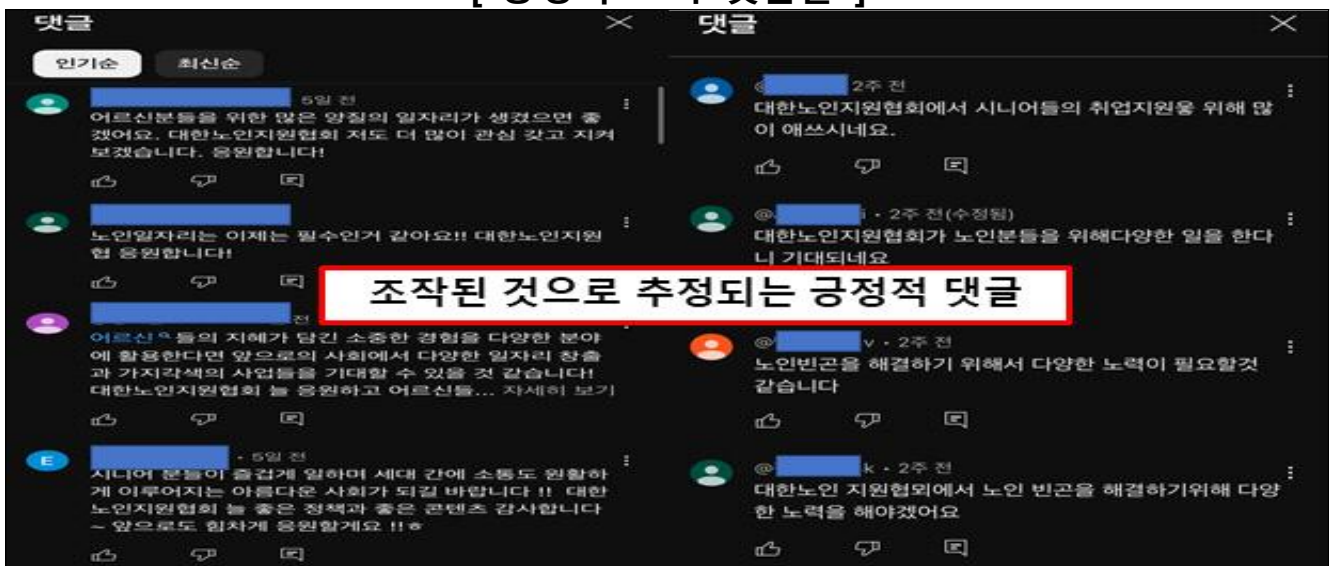 댓글
인기순 최신순
5일 전
어르신분들을 위한 많은 양질의 일자리가 생겼으면 좋
겠어요. 대한노인지원협회 저도 더 많이 관심 갖고 지켜
보겠습니다. 응원합니다!
노인일자리는 이제는 필수인거 같아요!! 대한노인지원
협 응원합니다!
전
어르신 들의 지혜가 담긴 소중한 경험을 다양한 분야
에 활용한다면 앞으로의 사회에서 다양한 일자리 창출
과 가지각색의 사업들을 기대할 수 있을 것 같습니다!
대한노인지원협회 늘 응원하고 어르신들... 자세히 보기
E
· 5일 전
시니어 분들이 즐겁게 일하며 세대 간에 소통도 원활하
게 이루어지는 아름다운 사회가 되길 바랍니다 !! 대한
노인지원협회 늘 좋은 정책과 좋은 콘텐츠 감사합니다
~ 앞으로도 힘차게 응원할게요 !!ㅎ
댓글
2주 전
대한노인지원협회에서 시니어들의 취업지원웆 위해 많
이 애쓰시네요.
@ i · 2주 전(수정됨)
대한노인지원협회가 노인분들을 위해다양한 일을 한다
니 기대되네요
조작된 것으로 추정되는 긍정적 댓글
@ v · 2주 전
노인빈곤을 해결하기 위해서 다양한 노력이 필요할것
같습니다
@ k · 2주 전
대한노인 지원협뫼에서 노인 빈곤을 해결하기위해 다양
한 노력을 해야겠어요